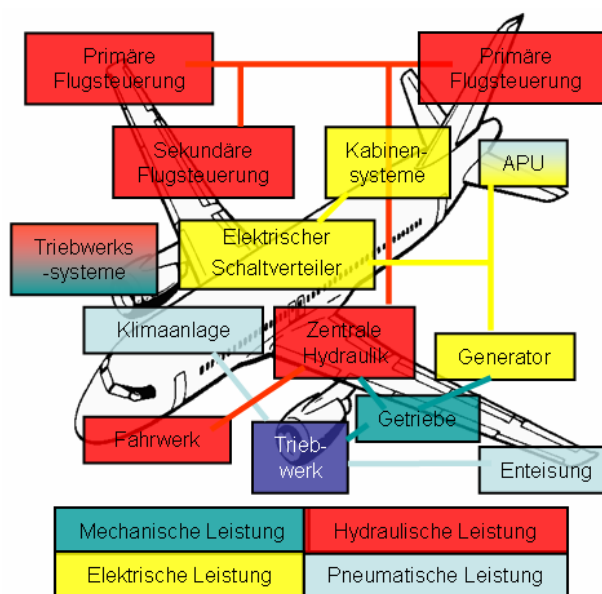 Primäre
Flugsteuerung
Primäre
Flugsteuerung
Sekundäre
Flugsteuerung
Kabinen-
systeme
APU
Triebwerks
-systeme
Elektrischer
Schaltverteiler
Klimaanlage
Zentrale
Hydraulik
Generator
Fahrwerk
Getriebe
Trieb-
werk
Enteisung
Mechanische Leistung
Hydraulische Leistung
Elektrische Leistung
Pneumatische Leistung